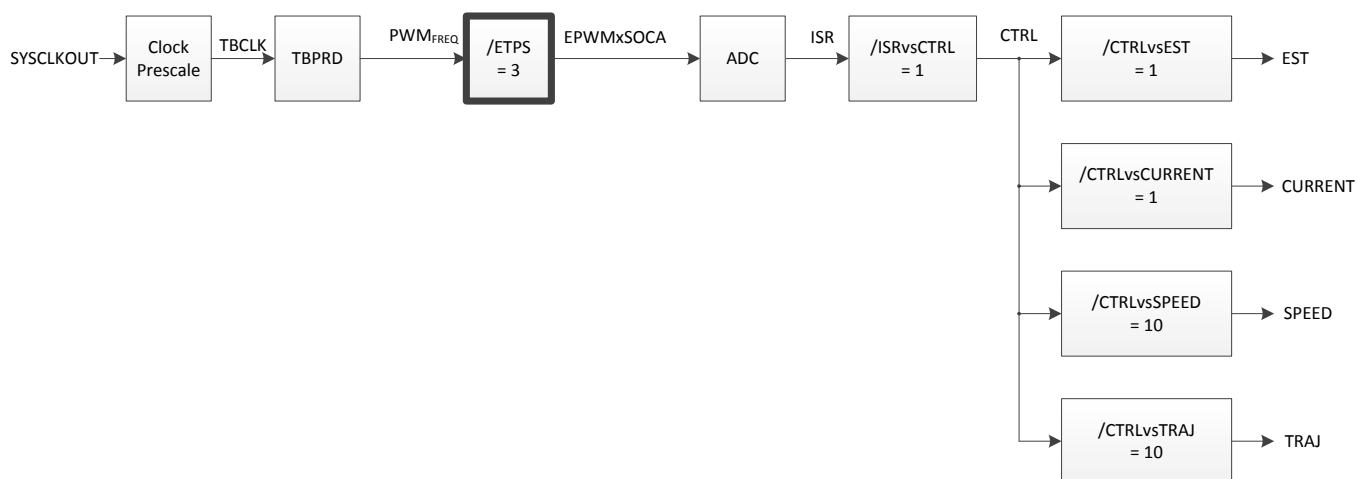 SYSCLKOUT
Clock
Prescale
TBCLK
TBPRD
PWMFREQ
/ETPS
= 3
EPWMxSOCA
ADC
ISR
/ISRvsCTRL
= 1
CTRL
/CTRLvsEST
= 1
EST
/CTRLvsCURRENT
= 1
CURRENT
/CTRLvsSPEED
= 10
SPEED
/CTRLvsTRAJ
= 10
TRAJ